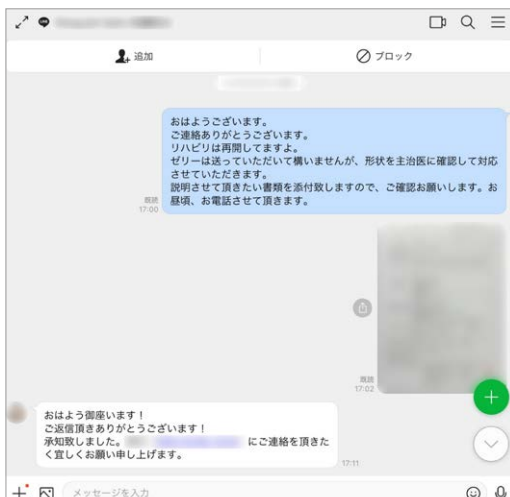 追加
ブロック
おはようございます。
ご連絡ありがとうございます。
リハビリは再開してますよ。
ゼリーは送っていただいて構いませんが、形状を主治医に確認して対応
させていただきます。
説明させて頂きたい書類を添付致しますので、ご確認お願いします。お
昼頃、お電話させて頂きます。
既読
17:00
既読
17:02
おはよう御座います！
ご返信頂きありがとうございます！
承知致しました。 にご連絡を頂きた
く宜しくお願い申し上げます。
17:11
メッセージを入力